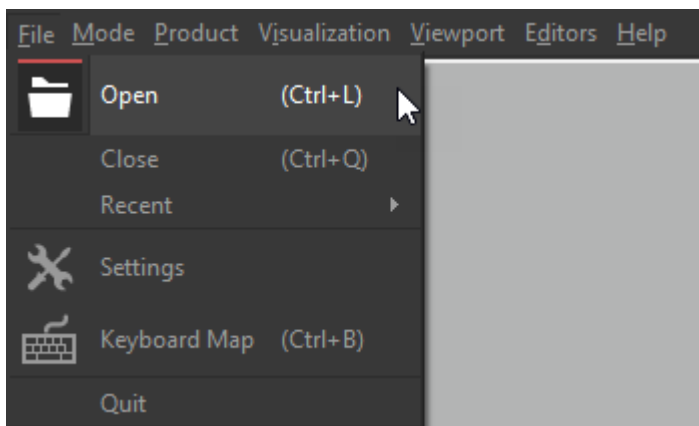 File Mode Product Visualization Viewport Editors Help
Open (Ctrl+L)
Close (Ctrl+Q)
Recent
Settings
Keyboard Map (Ctrl+B)
Quit